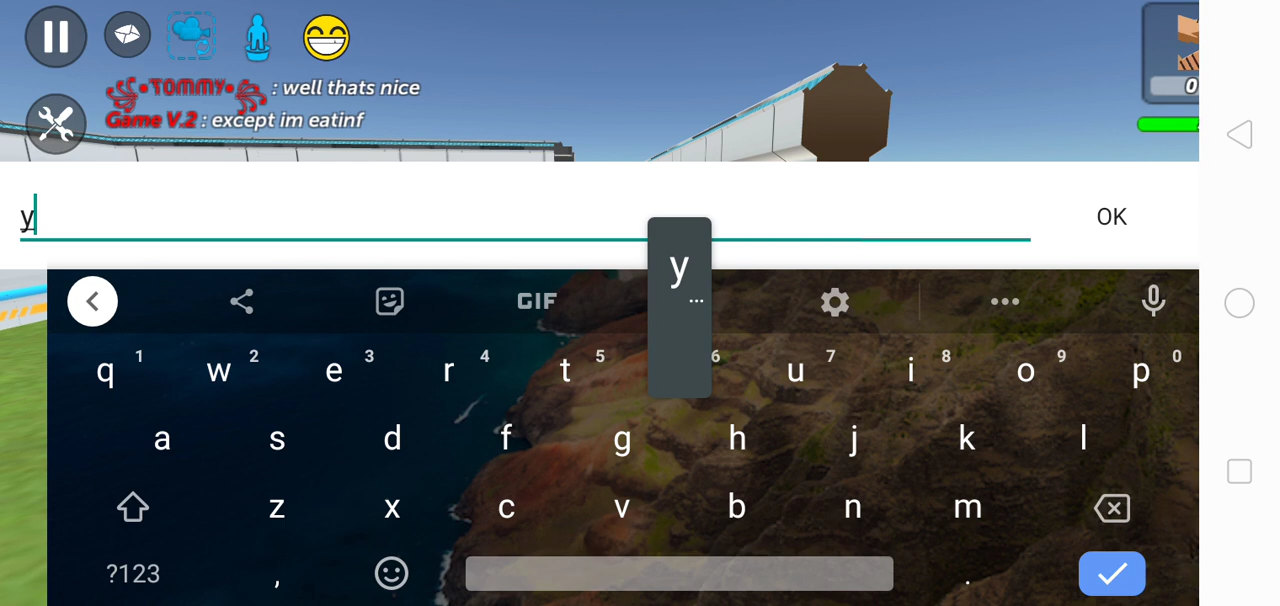 •TOMMY• : well thats nice
Game V.2 : except im eatinf
0
y
OK
y
...
GIF
q 1 w 2 e 3 r 4 t 5 6 u 7 i 8 o 9 p 0
a s d f g h j k l
z x c v b n m
?123 , .